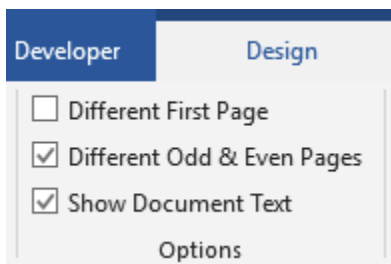 Developer Design
Different First Page
Different Odd & Even Pages
Show Document Text
Options